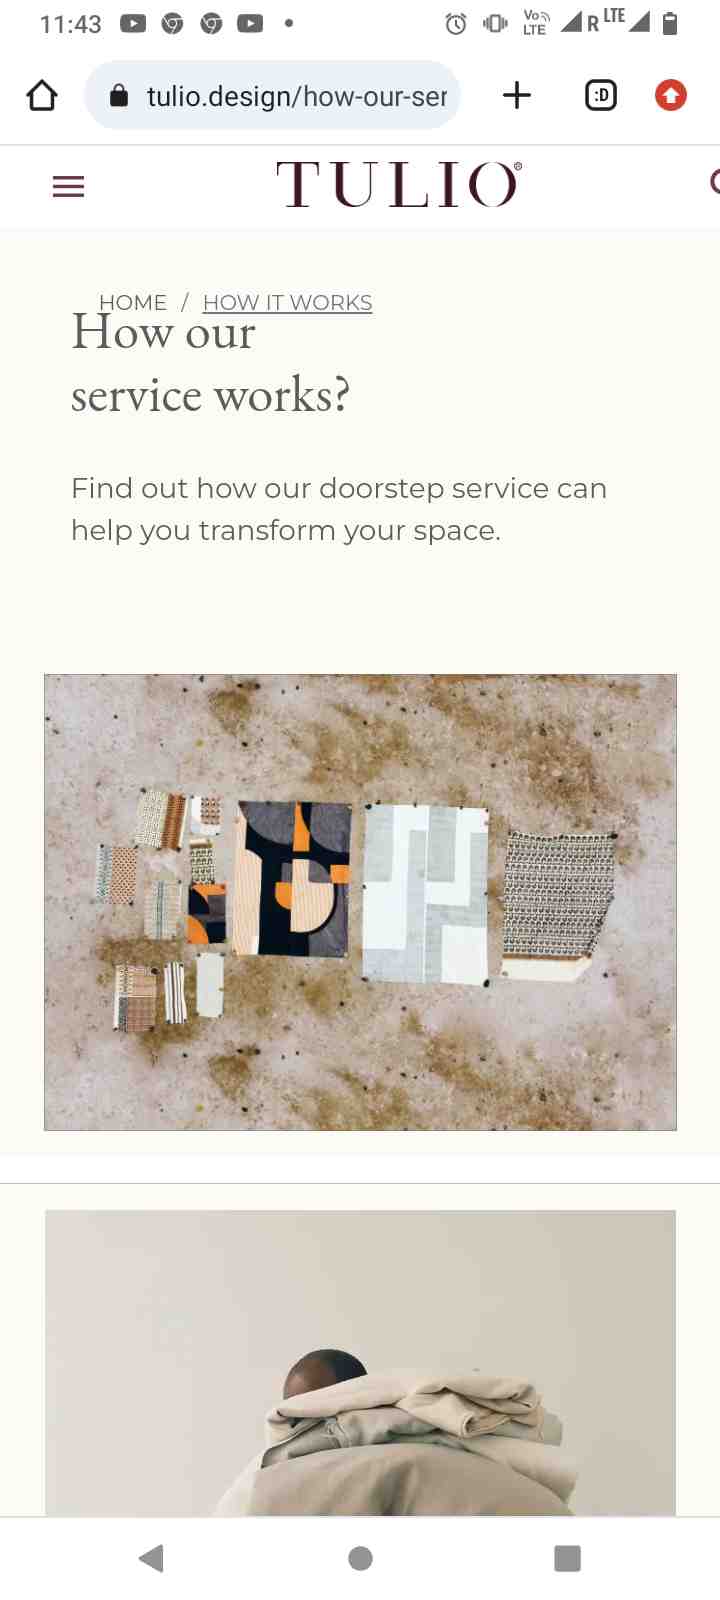 11:43
Vo LTE
R
LTE
tulio.design/how-our-ser
:D
TULIO®
HOME / HOW IT WORKS
How our
service works?
Find out how our doorstep service can
help you transform your space.